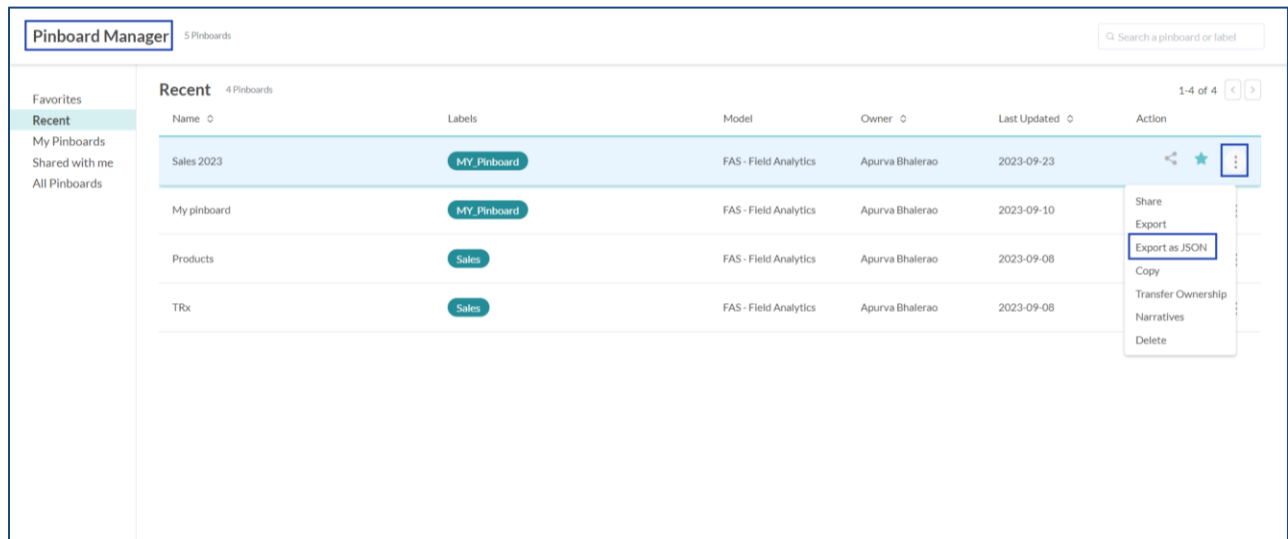 Pinboard Manager 5 Pinboards Search a pinboard or label
Favorites
Recent
My Pinboards
Shared with me
All Pinboards
Recent 4 Pinboards 1-4 of 4
Name Labels Model Owner Last Updated Action
Sales 2023 MY_Pinboard FAS - Field Analytics Apurva Bhalerao 2023-09-23
My pinboard MY_Pinboard FAS - Field Analytics Apurva Bhalerao 2023-09-10
Products Sales FAS - Field Analytics Apurva Bhalerao 2023-09-08
TRx Sales FAS - Field Analytics Apurva Bhalerao 2023-09-08
Share
Export
Export as JSON
Copy
Transfer Ownership
Narratives
Delete